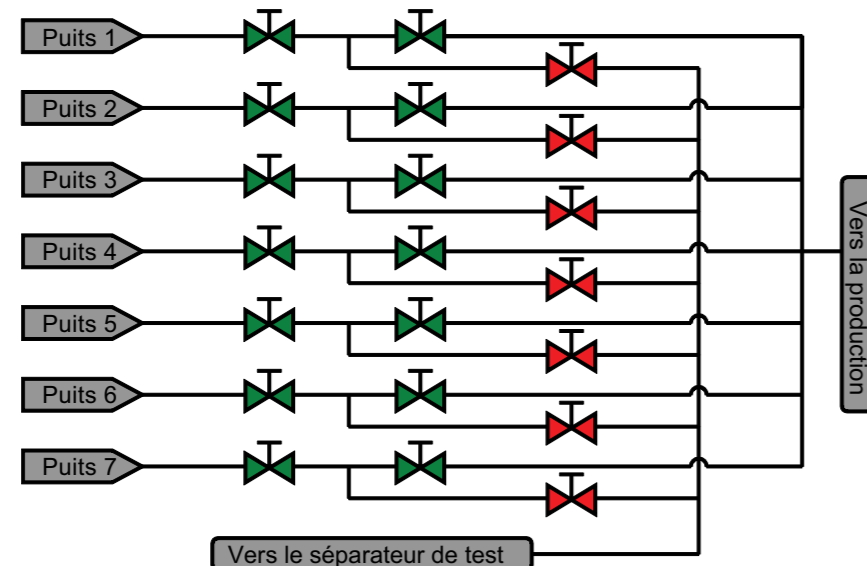 Puits 1
Puits 2
Puits 3
Puits 4
Puits 5
Puits 6
Puits 7
Vers la production
Vers le séparateur de test